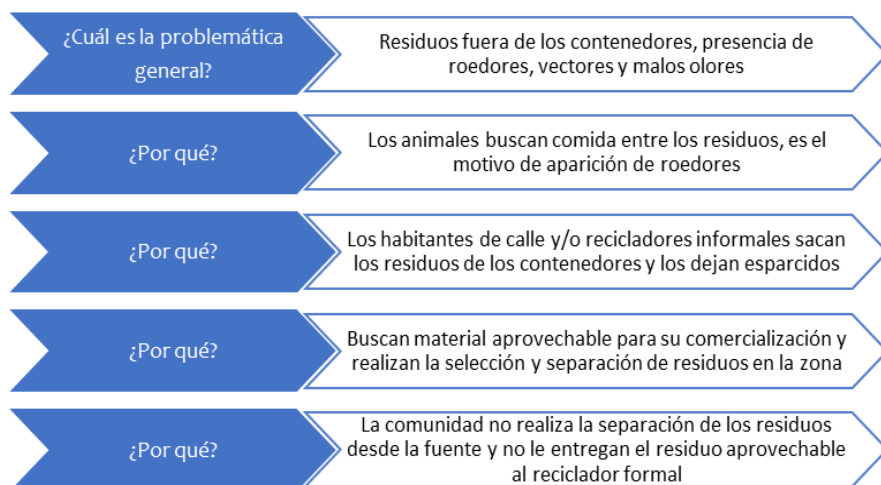 ¿Cuál es la problemática
general?
Residuos fuera de los contenedores, presencia de
roedores, vectores y malos olores
¿Por qué?
Los animales buscan comida entre los residuos, es el
motivo de aparición de roedores
¿Por qué?
Los habitantes de calle y/o recicladores informales sacan
los residuos de los contenedores y los dejan esparcidos
¿Por qué?
Buscan material aprovechable para su comercialización y
realizan la selección y separación de residuos en la zona
¿Por qué?
La comunidad no realiza la separación de los residuos
desde la fuente y no le entregan el residuo aprovechable
al reciclador formal